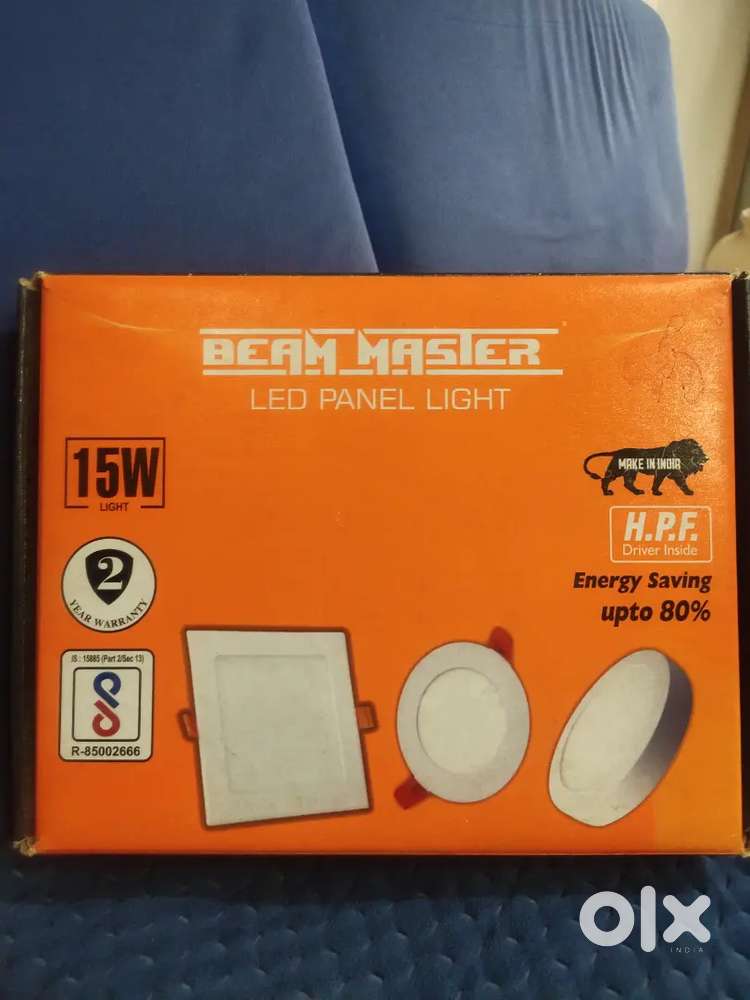 BEAM MASTER
LED PANEL LIGHT
15W
LIGHT
MAKE IN INDIA
H.P.F.
Driver Inside
2
YEAR WARRANTY
Energy Saving
upto 80%
IS : 15885 (Part 2/Sec 13)
R-85002666
olx
INDIA